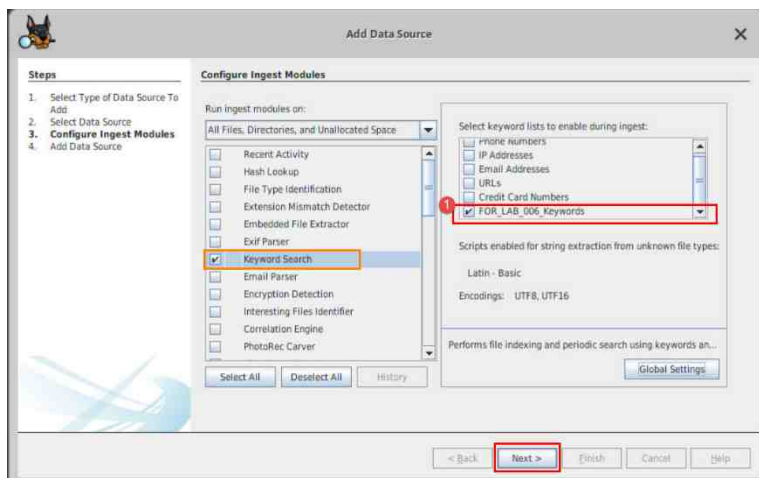 Add Data Source
Steps
1. Select Type of Data Source To
Add
2. Select Data Source
3. Configure Ingest Modules
4. Add Data Source
Configure Ingest Modules
Run ingest modules on:
All Files, Directories, and Unallocated Space
Recent Activity
Hash Lookup
File Type Identification
Extension Mismatch Detector
Embedded File Extractor
Exif Parser
Keyword Search
Email Parser
Encryption Detection
Interesting Files Identifier
Correlation Engine
PhotoRec Carver
Select All
Deselect All
History
Select keyword lists to enable during ingest:
Phone Numbers
IP Addresses
Email Addresses
URLs
Credit Card Numbers
1
FOR_LAB_006_Keywords
Scripts enabled for string extraction from unknown file types:
Latin - Basic
Encodings: UTF8, UTF16
Performs file indexing and periodic search using keywords an...
Global Settings
< Back
Next >
Finish
Cancel
Help